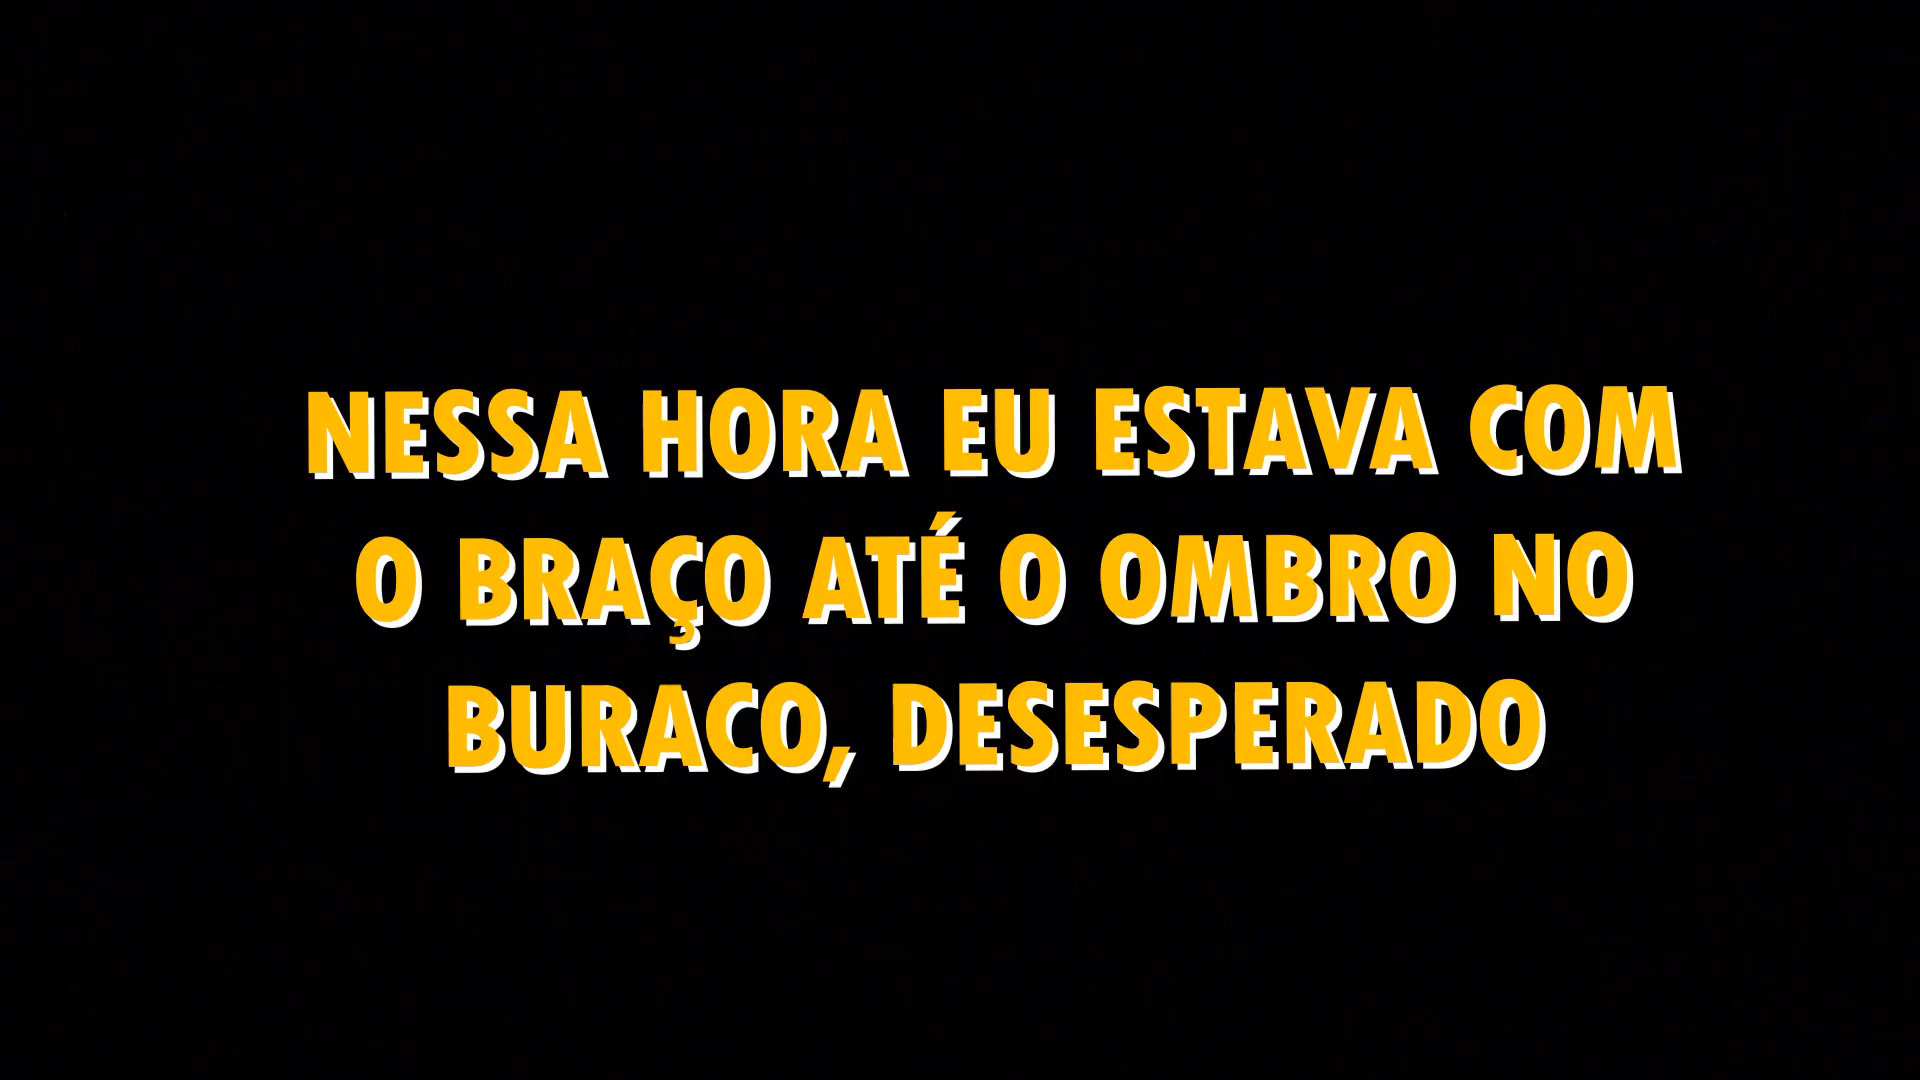 NESSA HORA EU ESTAVA COM
O BRAÇO ATÉ O OMBRO NO
BURACO, DESESPERADO